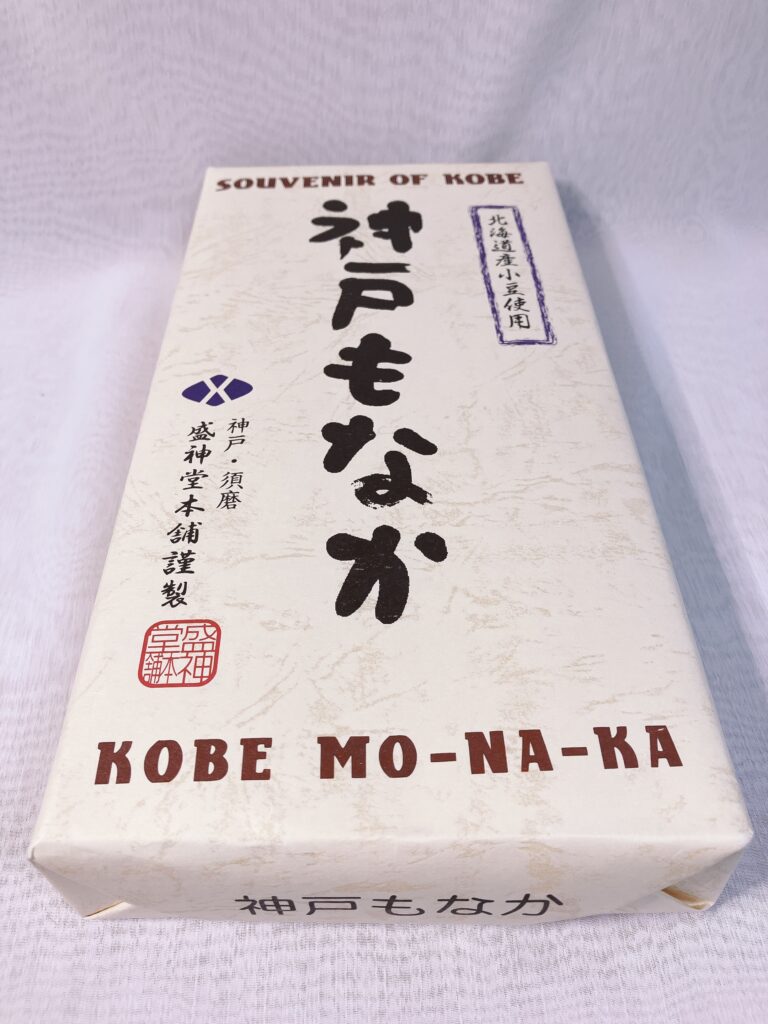 SOUVENIR OF KOBE
北海道産小豆使用
神戸もなか
神戸・須磨
盛神堂本舗謹製
盛神堂本舗
KOBE MO-NA-KA
神戸もなか